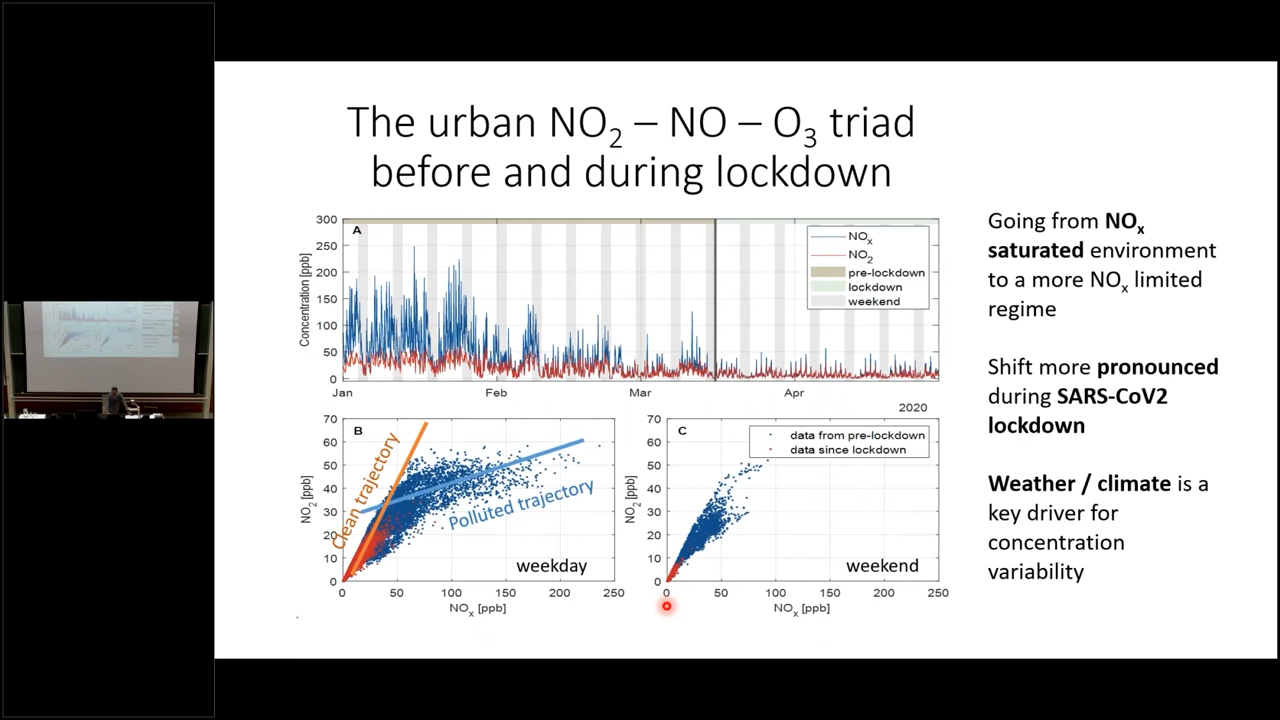 The urban NO₂ – NO – O₃ triad
before and during lockdown
300
250
200
150
100
50
0
Concentration [ppb]
A
NOₓ
NO₂
pre-lockdown
lockdown
weekend
Jan
Feb
Mar
Apr
2020
70
60
50
40
30
20
10
0
NO₂ [ppb]
B
Clean trajectory
Polluted trajectory
weekday
0
50
100
150
200
250
NOₓ [ppb]
70
60
50
40
30
20
10
0
NO₂ [ppb]
C
data from pre-lockdown
data since lockdown
weekend
0
50
100
150
200
250
NOₓ [ppb]
Going from NOₓ
saturated environment
to a more NOₓ limited
regime
Shift more pronounced
during SARS-CoV2
lockdown
Weather / climate is a
key driver for
concentration
variability